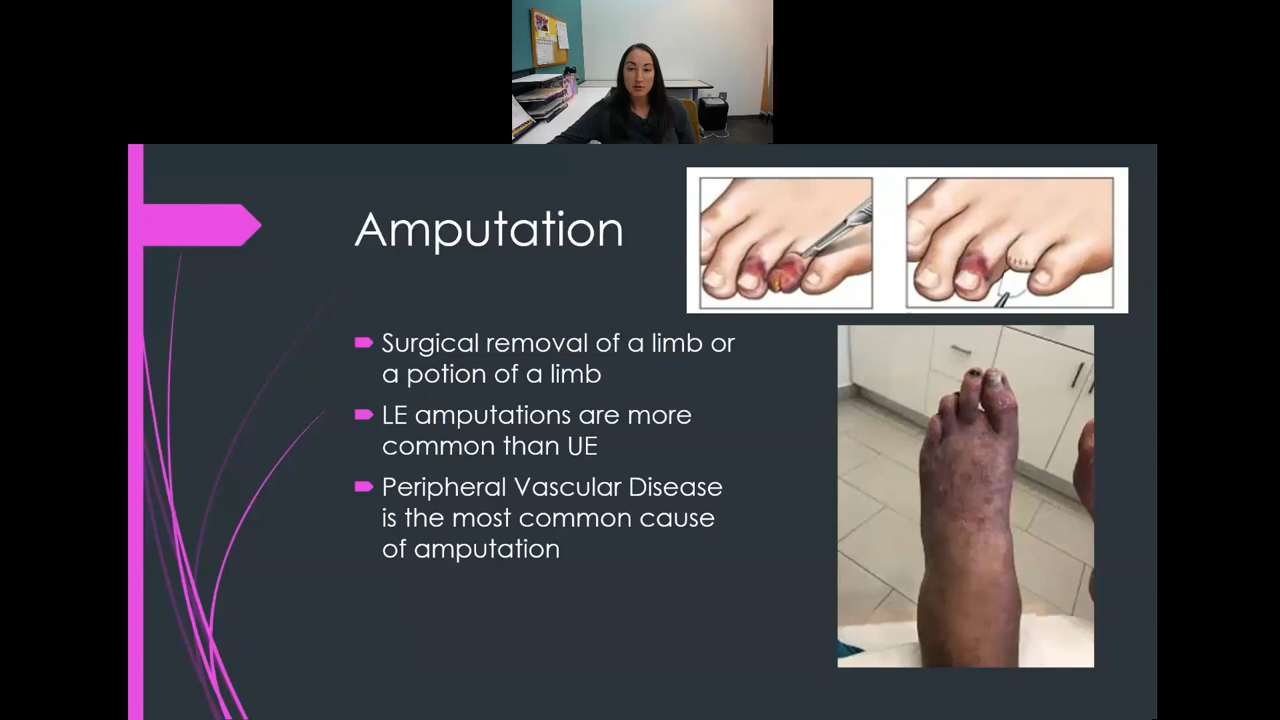 Amputation
Surgical removal of a limb or
a potion of a limb
LE amputations are more
common than UE
Peripheral Vascular Disease
is the most common cause
of amputation